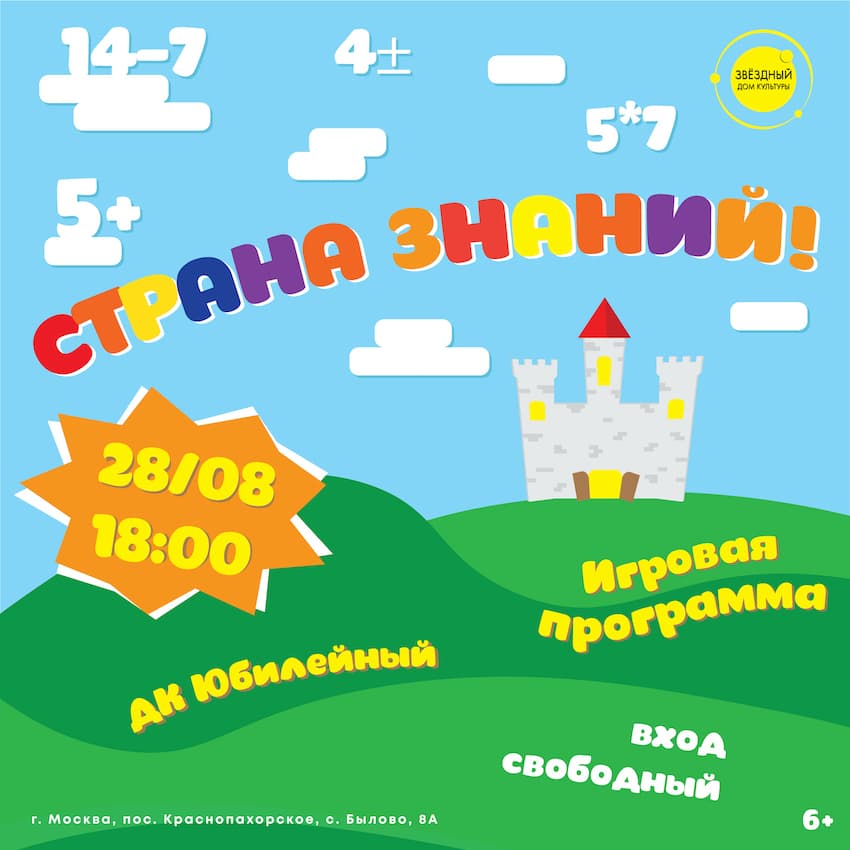 14-7
4±
ЗВЁЗДНЫЙ
ДОМ КУЛЬТУРЫ
5*7
5+
СТРАНА ЗНАНИЙ!
28/08
18:00
Игровая
программа
ДК Юбилейный
вход
свободный
г. Москва, пос. Краснопахорское, с. Былово, 8А
6+